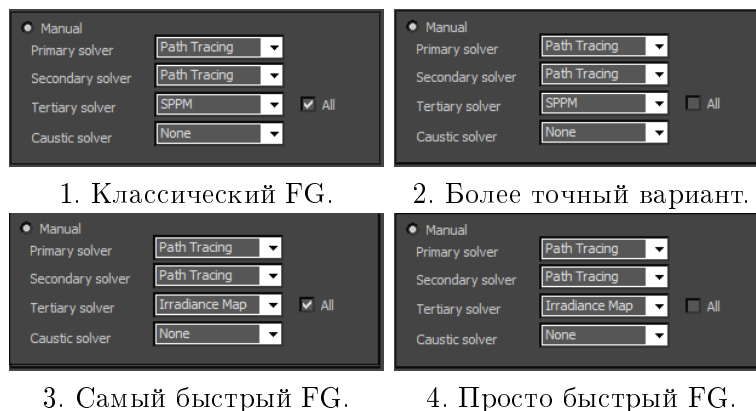 Manual
Primary solver Path Tracing
Secondary solver Path Tracing
Tertiary solver SPPM All
Caustic solver None
1. Классический FG.
Manual
Primary solver Path Tracing
Secondary solver Path Tracing
Tertiary solver SPPM All
Caustic solver None
2. Более точный вариант.
Manual
Primary solver Path Tracing
Secondary solver Path Tracing
Tertiary solver Irradiance Map All
Caustic solver None
3. Самый быстрый FG.
Manual
Primary solver Path Tracing
Secondary solver Path Tracing
Tertiary solver Irradiance Map All
Caustic solver None
4. Просто быстрый FG.